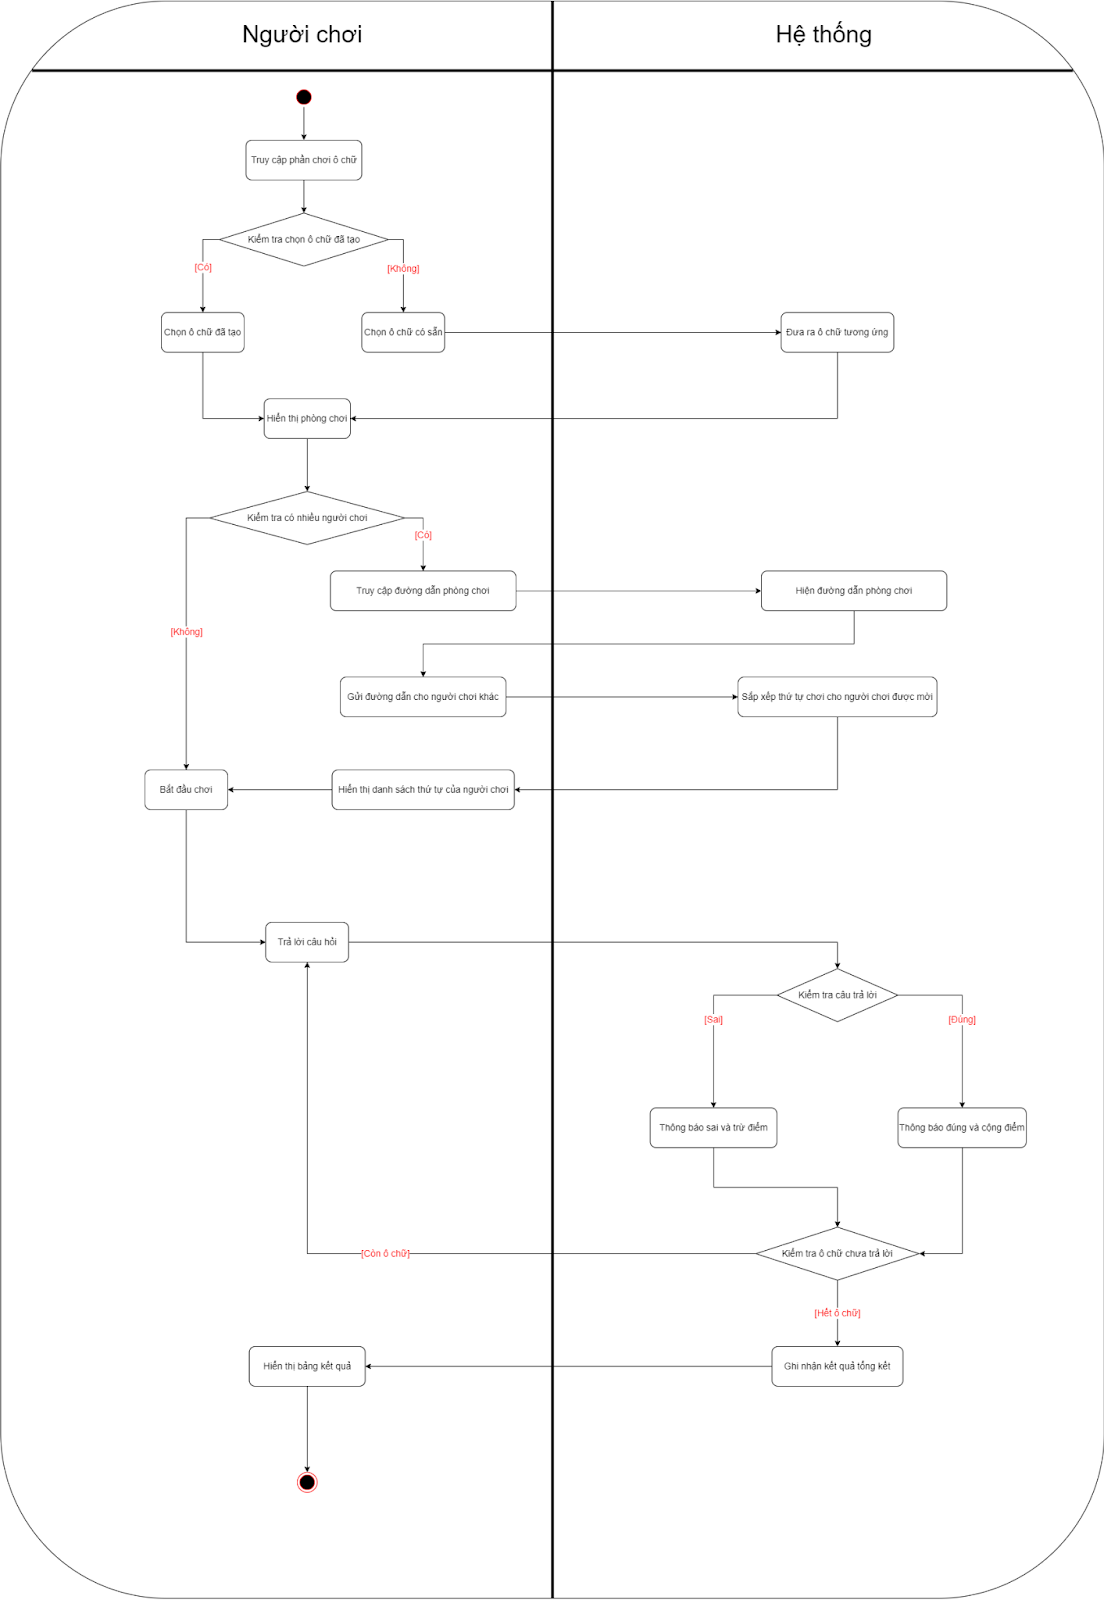 Người chơi
Hệ thống
Truy cập phần chơi ô chữ
Kiểm tra chọn ô chữ đã tạo
[Có]
[Không]
Chọn ô chữ đã tạo
Chọn ô chữ có sẵn
Đưa ra ô chữ tương ứng
Hiển thị phòng chơi
Kiểm tra có nhiều người chơi
[Có]
Truy cập đường dẫn phòng chơi
Hiện đường dẫn phòng chơi
[Không]
Gửi đường dẫn cho người chơi khác
Sắp xếp thứ tự chơi cho người chơi được mời
Bắt đầu chơi
Hiển thị danh sách thứ tự của người chơi
Trả lời câu hỏi
Kiểm tra câu trả lời
[Sai]
[Đúng]
Thông báo sai và trừ điểm
Thông báo đúng và cộng điểm
[Còn ô chữ]
Kiểm tra ô chữ chưa trả lời
[Hết ô chữ]
Hiển thị bảng kết quả
Ghi nhận kết quả tổng kết